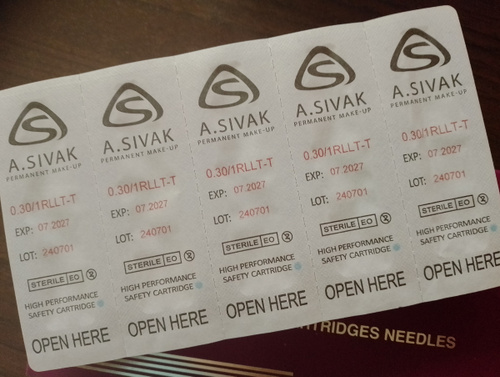 A.SIVAK
PERMANENT MAKE-UP
0.30/1RLLT-T
EXP: 07.2027
LOT: 240701
STERILE EO
HIGH PERFORMANCE
SAFETY CARTRIDGE
OPEN HERE
A.SIVAK
PERMANENT MAKE-UP
0.30/1RLLT-T
EXP: 07.2027
LOT: 240701
STERILE EO
HIGH PERFORMANCE
SAFETY CARTRIDGE
OPEN HERE
A.SIVAK
PERMANENT MAKE-UP
0.30/1RLLT-T
EXP: 07.2027
LOT: 240701
STERILE EO
HIGH PERFORMANCE
SAFETY CARTRIDGE
OPEN HERE
A.SIVAK
PERMANENT MAKE-UP
0.30/1RLLT-T
EXP: 07.2027
LOT: 240701
STERILE EO
HIGH PERFORMANCE
SAFETY CARTRIDGE
OPEN HERE
A.SIVAK
PERMANENT MAKE-UP
0.30/1RLLT-T
EXP: 07.2027
LOT: 240701
STERILE EO
HIGH PERFORMANCE
SAFETY CARTRIDGE
OPEN HERE
RTRIDGES NEEDLES